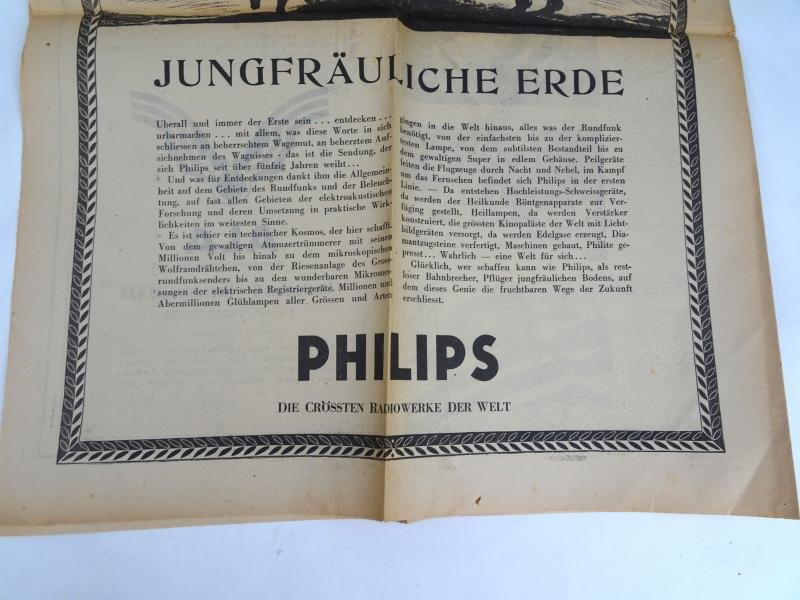 JUNGFRÄULICHE ERDE
Uberall und immer der Erste sein . . . entdecken . . .
urbarmachen . . . mit allem, was diese Worte in sich
schliessen an beherrschtem Wagemut, an beherztem Auf-
sichnehmen des Wagnisses - das ist die Sendung, der
sich Philips seit über fünfzig Jahren weiht . . .
Und was für Entdeckungen dankt ihm die Allgemein-
heit auf dem Gebiete des Rundfunks und der Beleuch-
tung, auf fast allen Gebieten der elektroakustischen
Forschung und deren Umsetzung in praktische Wirk-
lichkeiten im weitesten Sinne.
Es ist schier ein technischer Kosmos, der hier schafft.
Von dem gewaltigen Atomzertrümmerer mit seinen
Millionen Volt bis hinab zu dem mikroskopischen
Wolframdrähtchen, von der Riesenanlage des Gross-
rundfunksenders bis zu den wunderbaren Mikromes-
sungen der elektrischen Registriergeräte. Millionen und
Abermillionen Glühlampen aller Grössen und Arten
gingen in die Welt hinaus, alles was der Rundfunk
benötigt, von der einfachsten bis zu der komplizier-
testen Lampe, von dem subtilsten Bestandteil bis zu
dem gewaltigen Super in edlem Gehäuse. Peilgeräte
leiten die Flugzeuge durch Nacht und Nebel, im Kampf
um das Fernsehen befindet sich Philips in der ersten
Linie. — Da entstehen Hochleistungs-Schweissgeräte,
da werden der Heilkunde Röntgenapparate zur Ver-
fügung gestellt, Heillampen, da werden Verstärker
konstruiert, die grössten Kinopaläste der Welt mit Licht-
bildgeräten versorgt, da werden Edelgase erzeugt, Dia-
mantzugsteine verfertigt, Maschinen gebaut, Philite ge-
presst . . . Wahrlich — eine Welt für sich . . .
Glücklich, wer schaffen kann wie Philips, als rest-
loser Bahnbrecher, Pflüger jungfräulichen Bodens, auf
dem dieses Genie die fruchtbaren Wege der Zukunft
erschliesst.
PHILIPS
DIE GRÖSSTEN RADIOWERKE DER WELT